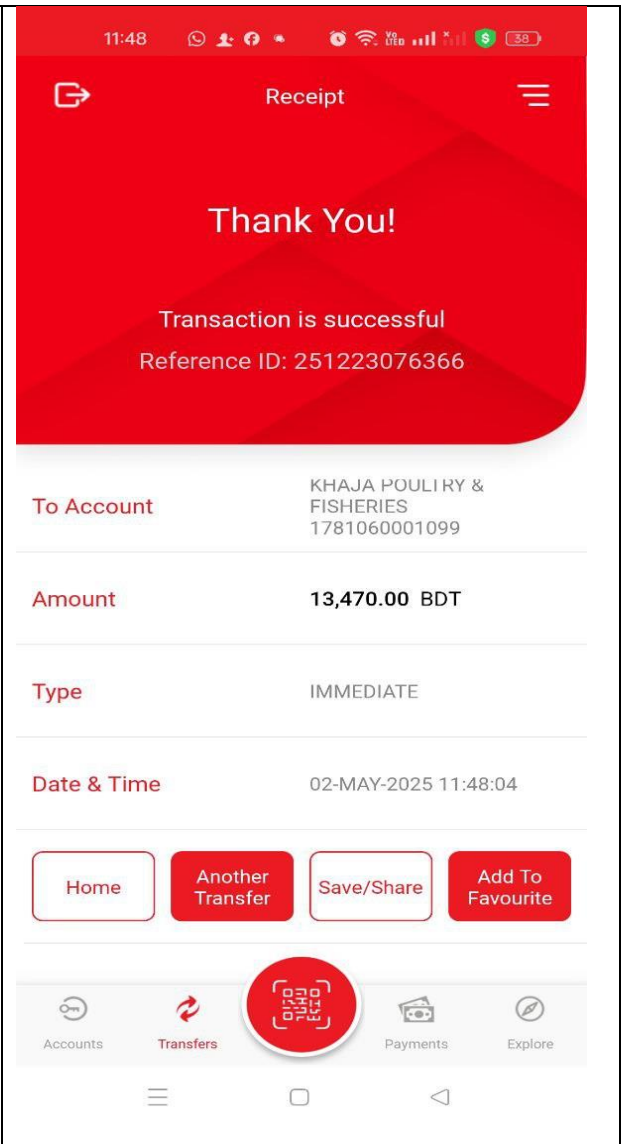 11:48
38
Receipt
Thank You!
Transaction is successful
Reference ID: 251223076366
To Account
KHAJA POULTRY &
FISHERIES
1781060001099
Amount
13,470.00 BDT
Type
IMMEDIATE
Date & Time
02-MAY-2025 11:48:04
Home
Another
Transfer
Save/Share
Add To
Favourite
Accounts
Transfers
Payments
Explore